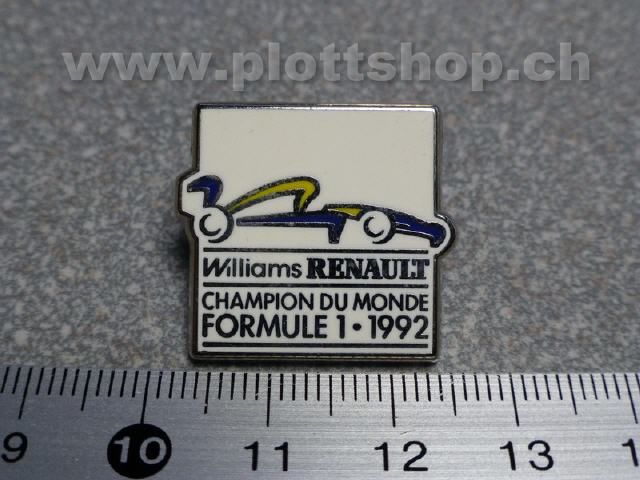 www.plottshop.ch
Williams RENAULT
CHAMPION DU MONDE
FORMULE 1 • 1992
9 10 11 12 13